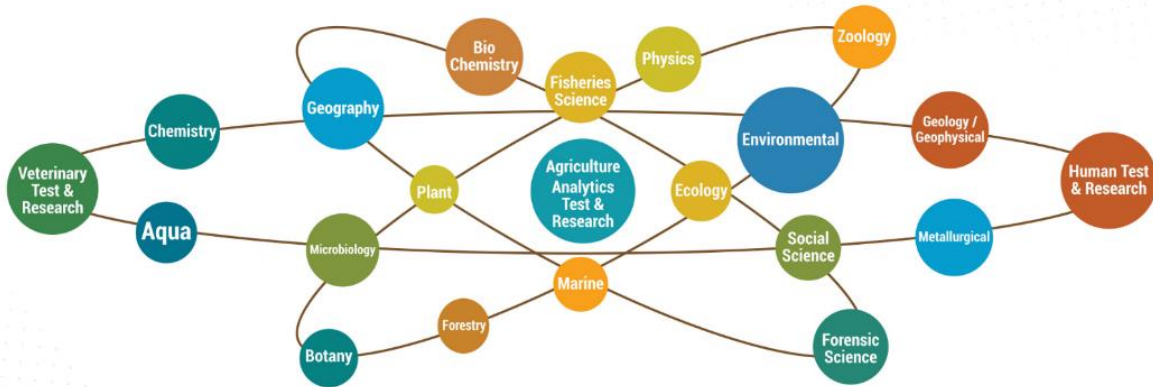 Bio
Chemistry
Physics
Zoology
Fisheries
Science
Geography
Chemistry
Environmental
Geology /
Geophysical
Veterinary
Test &
Research
Plant
Agriculture
Analytics
Test &
Research
Ecology
Human Test
& Research
Aqua
Microbiology
Social
Science
Metallurgical
Marine
Forestry
Botany
Forensic
Science